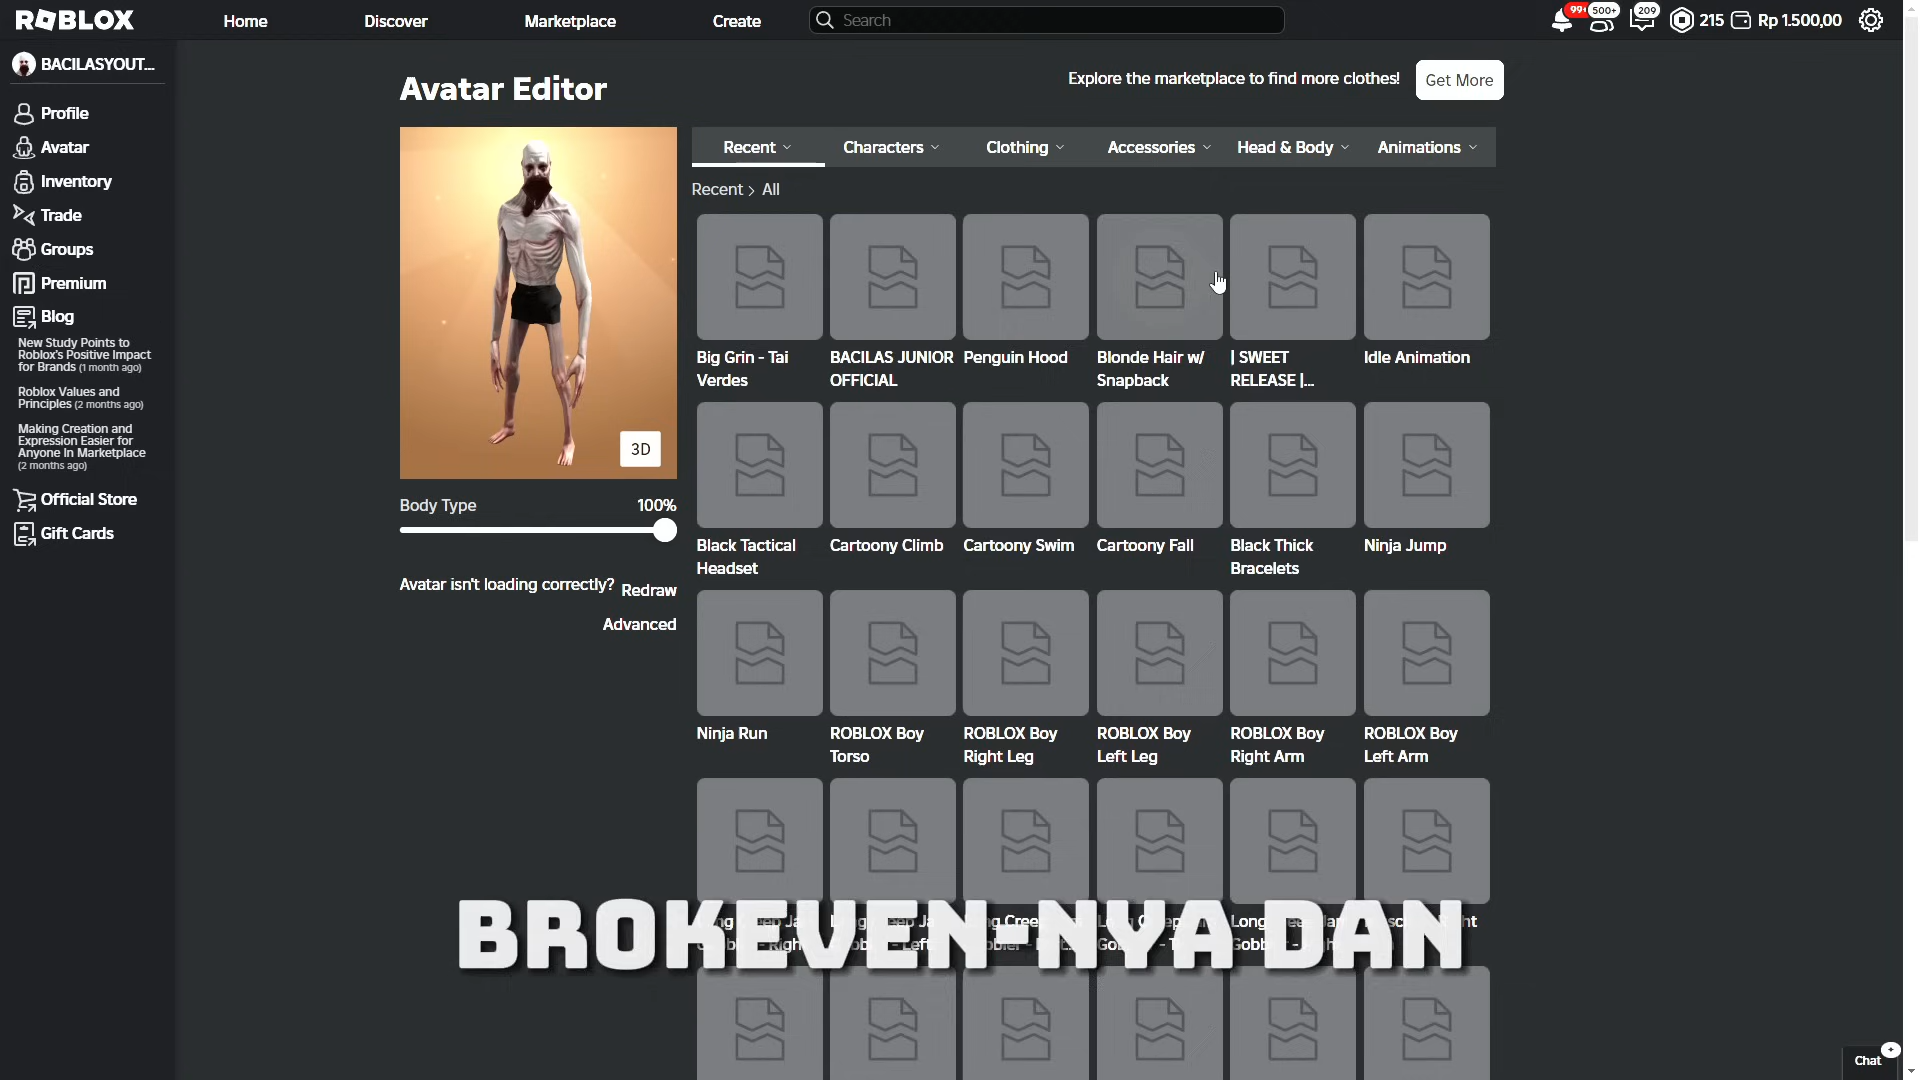 ROBLOX
Home
Discover
Marketplace
Create
Search
99+
500+
209
215
Rp 1.500,00
BACILASYOUT...
Profile
Avatar
Inventory
Trade
Groups
Premium
Blog
New Study Points to
Roblox's Positive Impact
for Brands (1 month ago)
Roblox Values and
Principles (2 months ago)
Making Creation and
Expression Easier for
Anyone in Marketplace
(2 months ago)
Official Store
Gift Cards
Avatar Editor
Explore the marketplace to find more clothes!
Get More
3D
Body Type
100%
Avatar isn't loading correctly?
Redraw
Advanced
Recent
Characters
Clothing
Accessories
Head & Body
Animations
Recent > All
Big Grin - Tai
Verdes
BACILAS JUNIOR
OFFICIAL
Penguin Hood
Blonde Hair w/
Snapback
| SWEET
RELEASE |...
Idle Animation
Black Tactical
Headset
Cartoony Climb
Cartoony Swim
Cartoony Fall
Black Thick
Bracelets
Ninja Jump
Ninja Run
ROBLOX Boy
Torso
ROBLOX Boy
Right Leg
ROBLOX Boy
Left Leg
ROBLOX Boy
Right Arm
ROBLOX Boy
Left Arm
BROKEVEN-NYA DAN
Chat